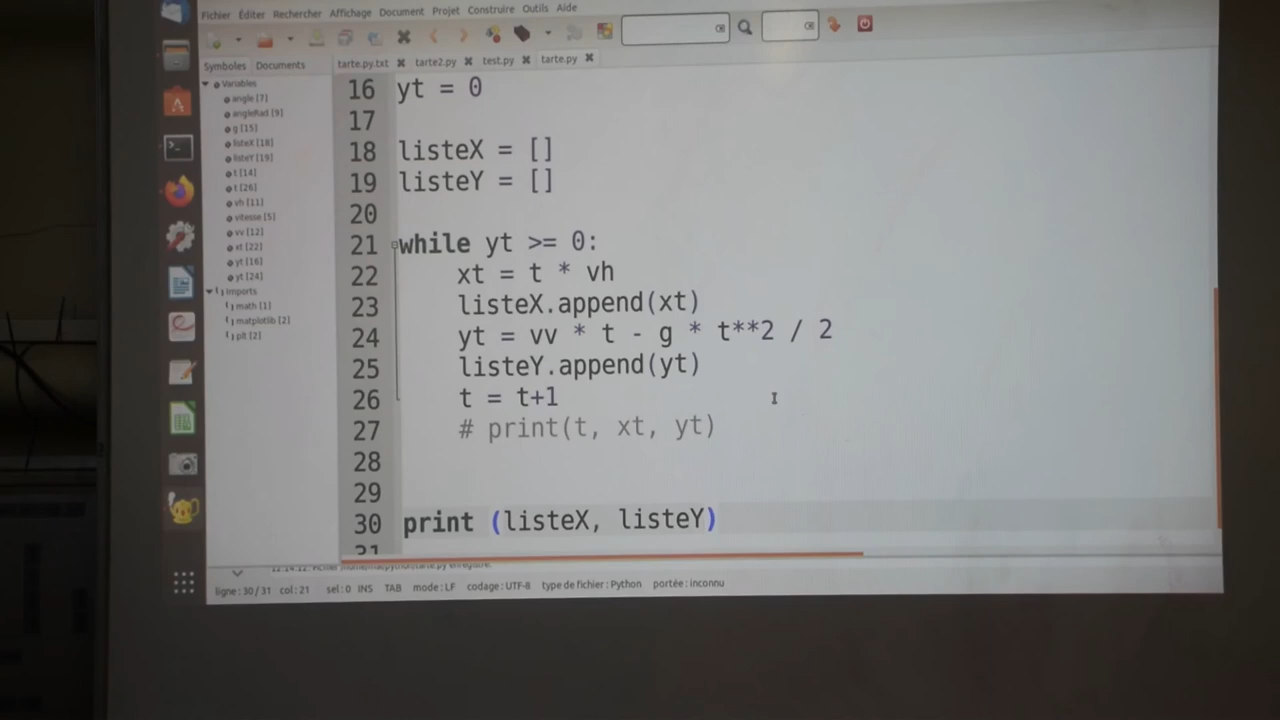 Fichier Éditer Rechercher Affichage Document Projet Construire Outils Aide
Symboles Documents
tarte.py.txt tarte2.py test.py tarte.py
Variables
angle [7]
angleRad [9]
g [15]
listeX [18]
listeY [19]
t [14]
t [26]
vh [11]
vitesse [5]
vv [12]
xt [22]
yt [16]
yt [24]
Imports
math [1]
matplotlib [2]
plt [2]
16 yt = 0
17
18 listeX = []
19 listeY = []
20
21 while yt >= 0:
22 xt = t * vh
23 listeX.append(xt)
24 yt = vv * t - g * t**2 / 2
25 listeY.append(yt)
26 t = t+1
27 # print(t, xt, yt)
28
29
30 print (listeX, listeY)
31
ligne : 30 / 31 col : 21 sel : 0 INS TAB mode : LF codage : UTF-8 type de fichier : Python portée : inconnu